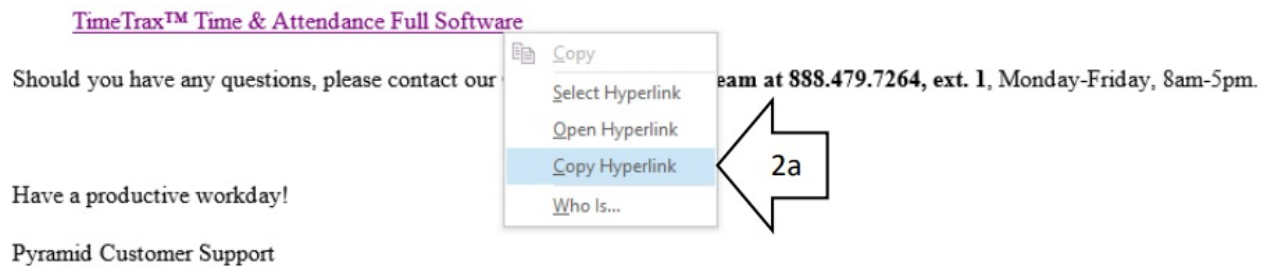 TimeTrax™ Time & Attendance Full Software
Copy
Should you have any questions, please contact our eam at 888.479.7264, ext. 1, Monday-Friday, 8am-5pm.
Select Hyperlink
Open Hyperlink
Copy Hyperlink
2a
Have a productive workday!
Who Is...
Pyramid Customer Support